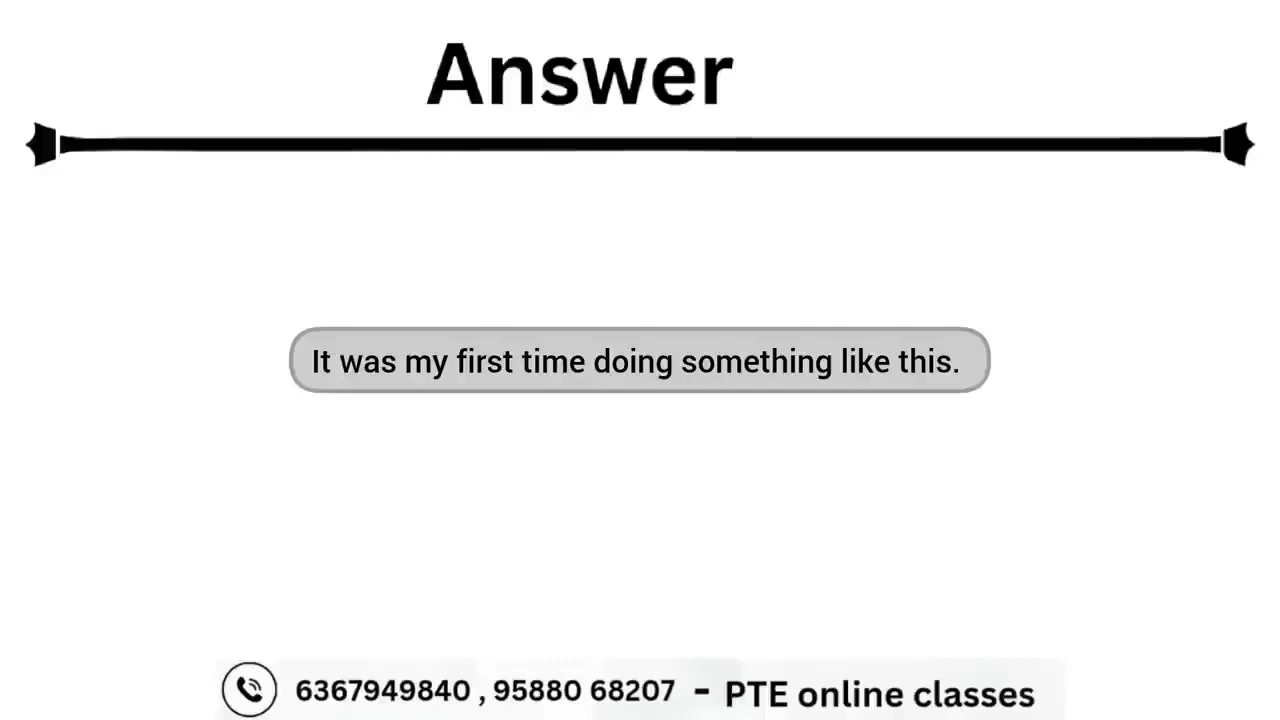 Answer
It was my first time doing something like this.
6367949840 , 95880 68207 - PTE online classes